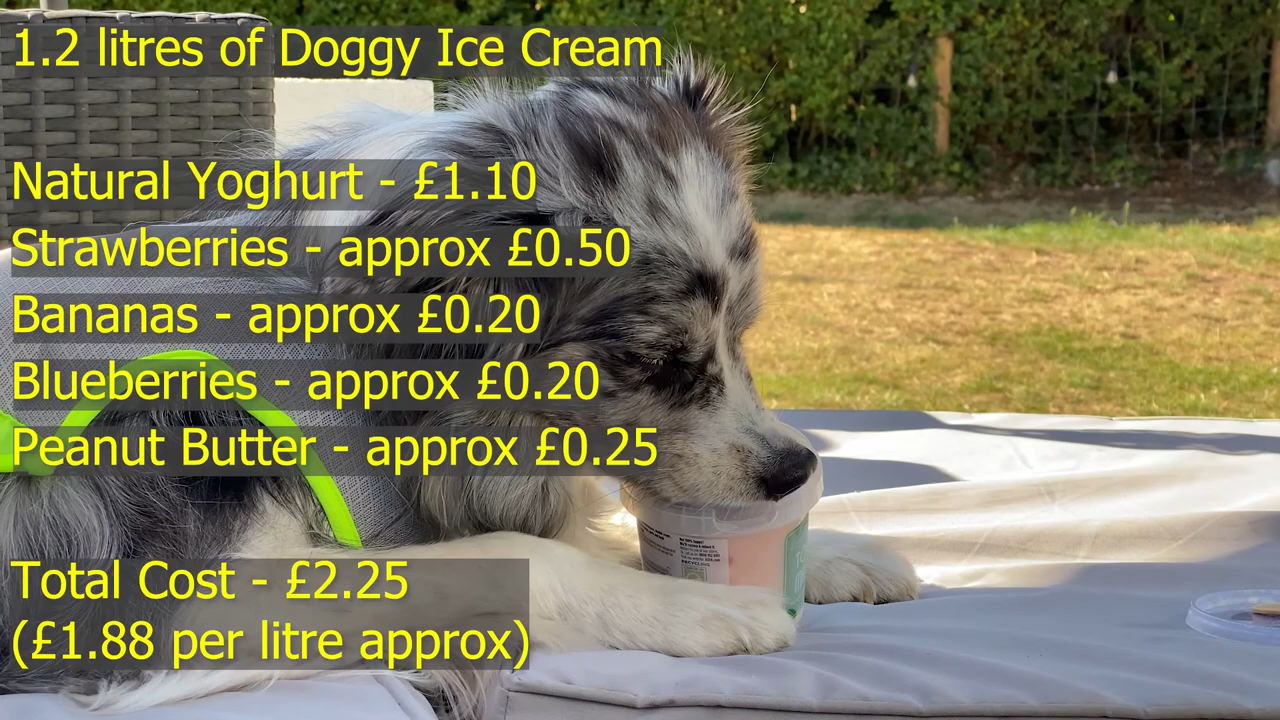 1.2 litres of Doggy Ice Cream
Natural Yoghurt - £1.10
Strawberries - approx £0.50
Bananas - approx £0.20
Blueberries - approx £0.20
Peanut Butter - approx £0.25
Total Cost - £2.25
(£1.88 per litre approx)